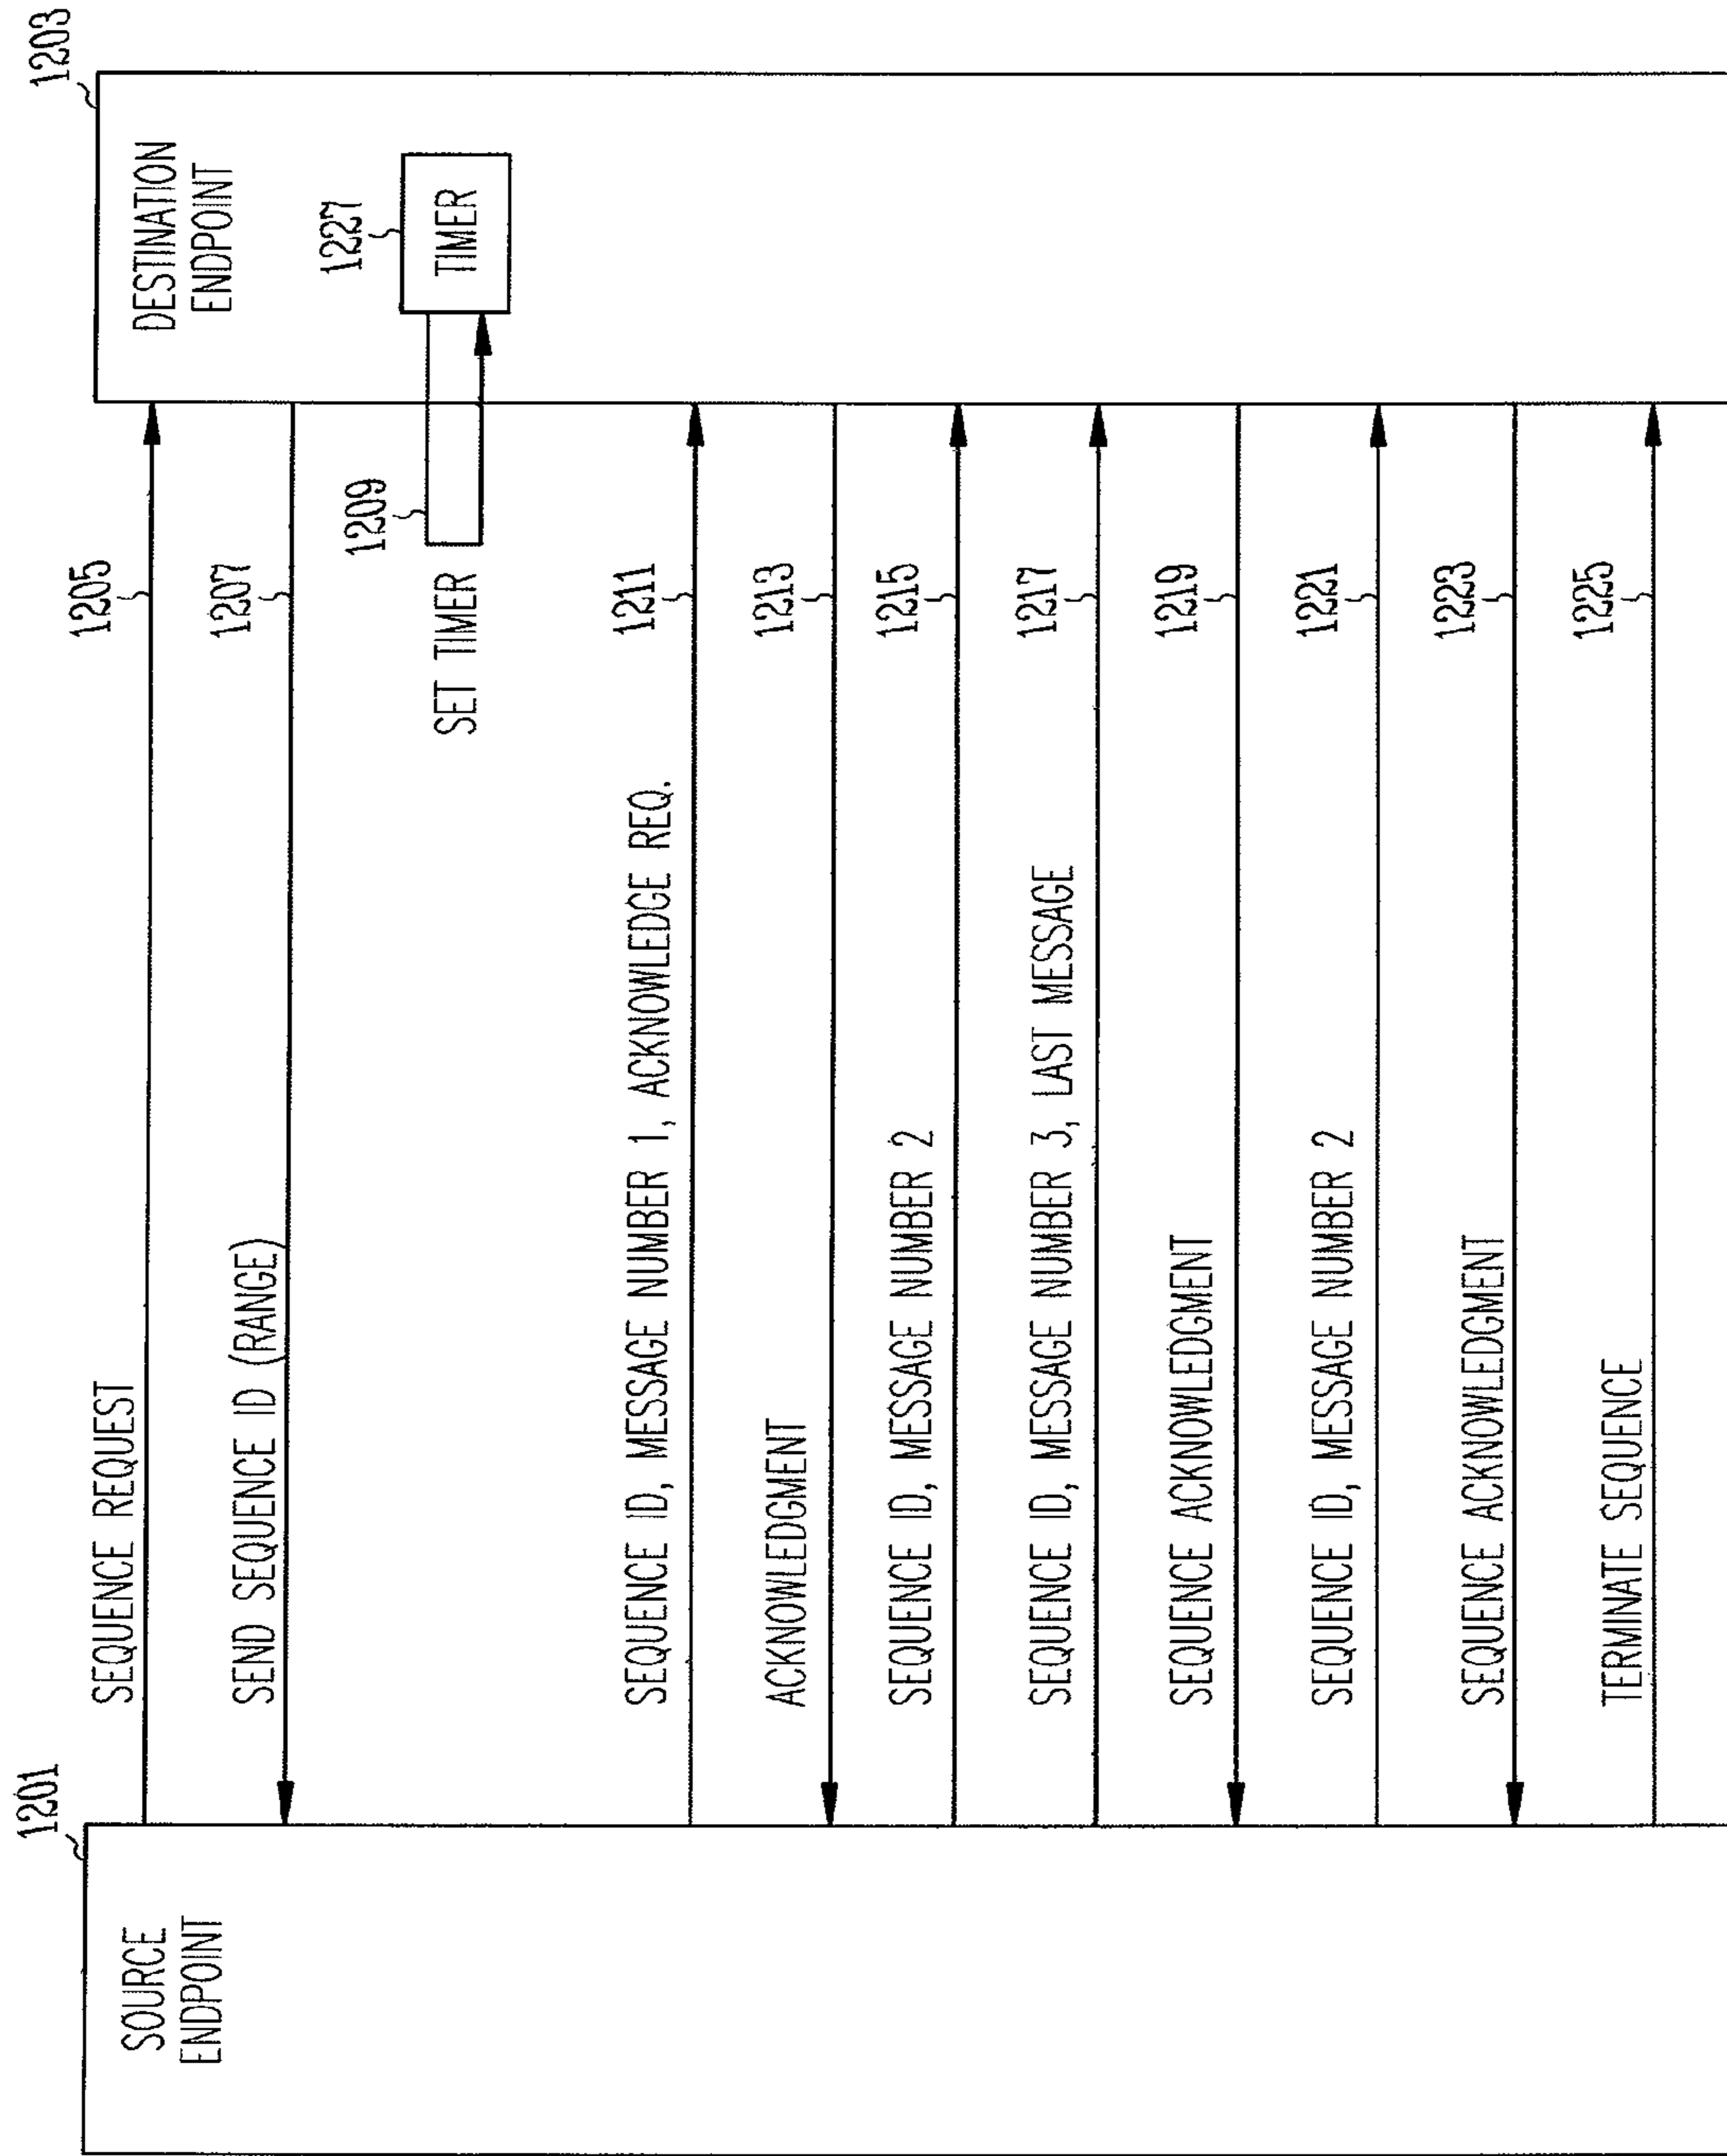 1201
SOURCE
ENDPOINT
1203
DESTINATION
ENDPOINT
SEQUENCE REQUEST
1205
SEND SEQUENCE ID (RANGE)
1207
SET TIMER
1209
1227
TIMER
SEQUENCE ID, MESSAGE NUMBER 1, ACKNOWLEDGE REQ.
1211
ACKNOWLEDGMENT
1213
SEQUENCE ID, MESSAGE NUMBER 2
1215
SEQUENCE ID, MESSAGE NUMBER 3, LAST MESSAGE
1217
SEQUENCE ACKNOWLEDGMENT
1219
SEQUENCE ID, MESSAGE NUMBER 2
1221
SEQUENCE ACKNOWLEDGMENT
1223
TERMINATE SEQUENCE
1225